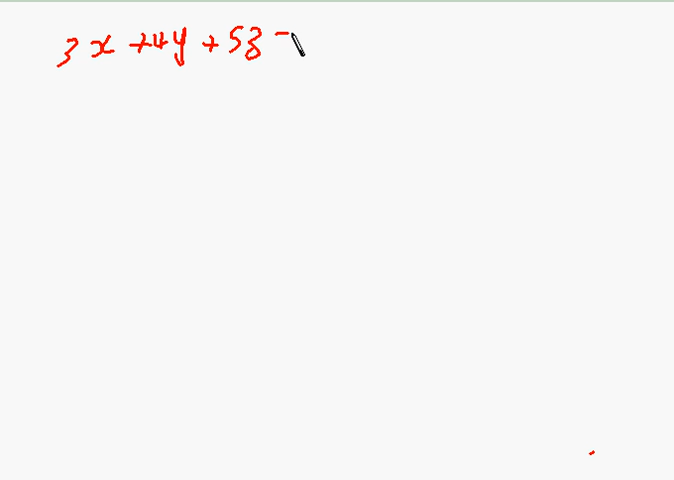 3x + 4y + 5z -